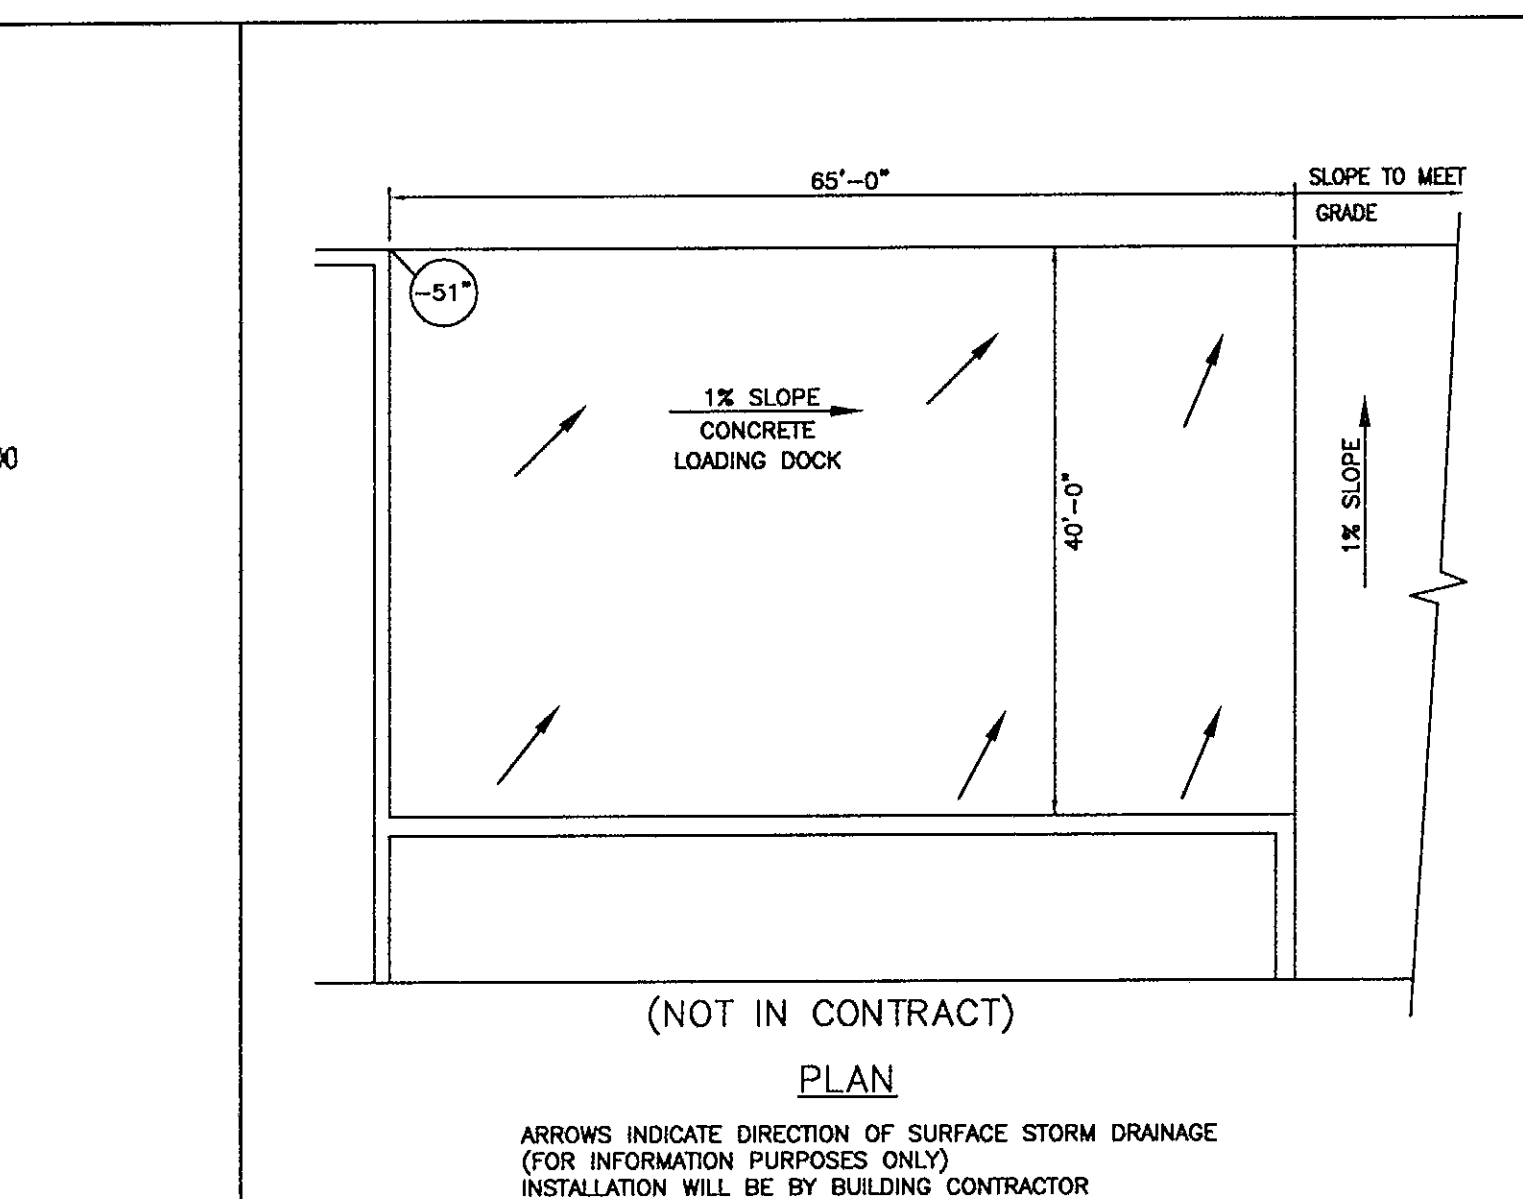 65'-0"
SLOPE TO MEET
GRADE
-51"
1% SLOPE
CONCRETE
LOADING DOCK
40'-0"
1% SLOPE
(NOT IN CONTRACT)
PLAN
ARROWS INDICATE DIRECTION OF SURFACE STORM DRAINAGE
(FOR INFORMATION PURPOSES ONLY)
INSTALLATION WILL BE BY BUILDING CONTRACTOR